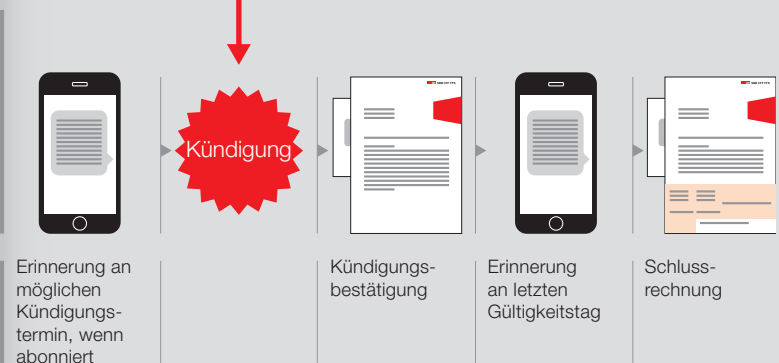 Kündigung
Erinnerung an
möglichen
Kündigungs-
termin, wenn
abonniert
Kündigungs-
bestätigung
Erinnerung
an letzten
Gültigkeitstag
Schluss-
rechnung